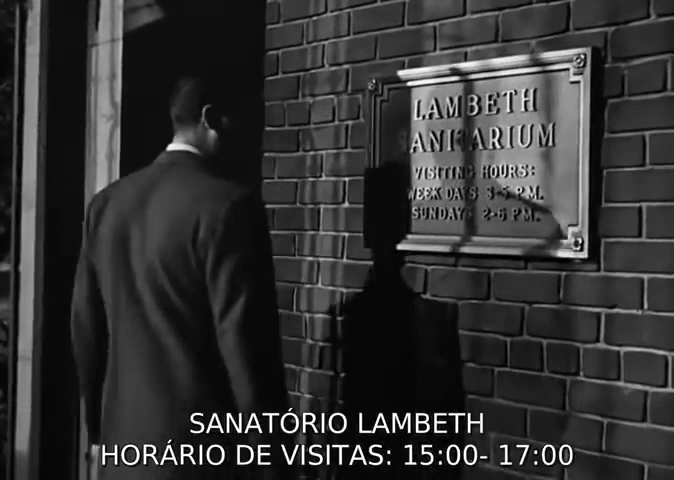 LAMBETH
SANITARIUM
VISITING HOURS:
WEEK DAYS 3-5 P.M.
SUNDAYS 2-6 P.M.
SANATÓRIO LAMBETH
HORÁRIO DE VISITAS: 15:00- 17:00